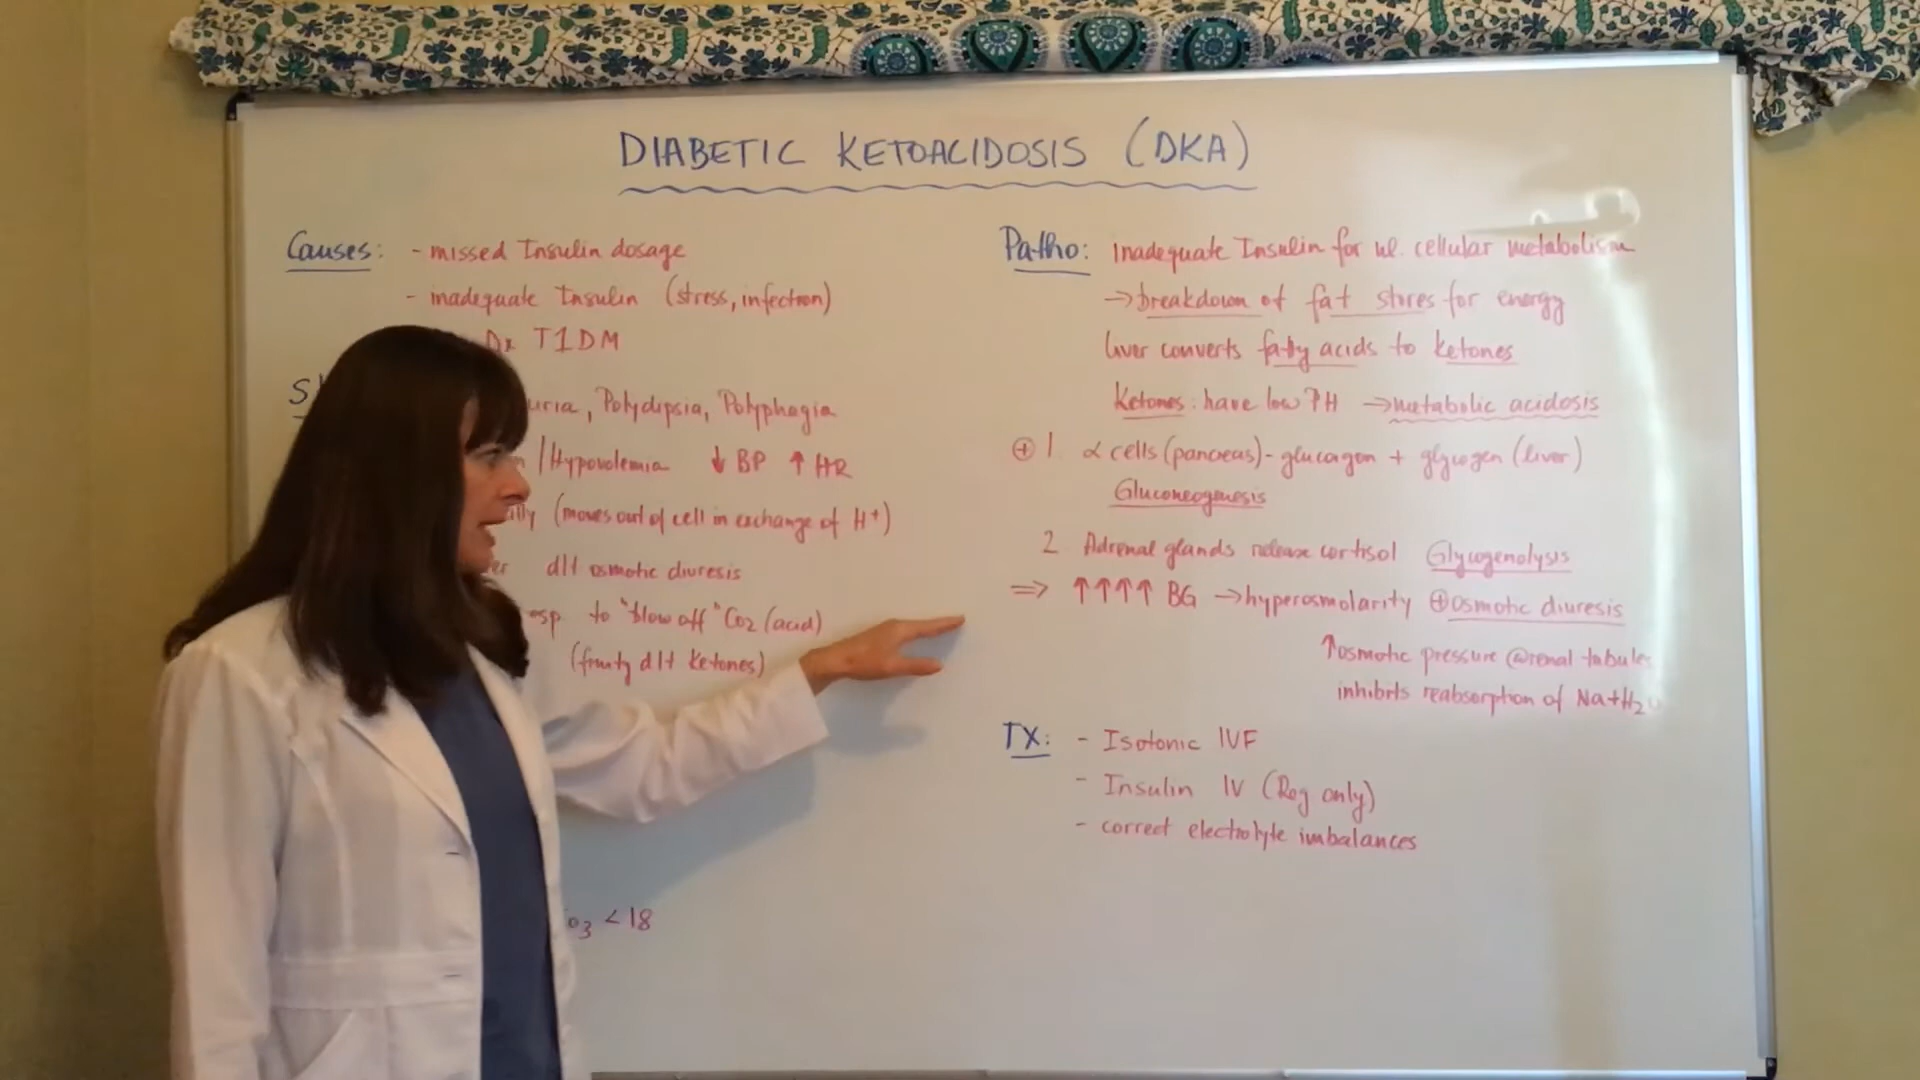 DIABETIC KETOACIDOSIS (DKA)
Causes: - missed Insulin dosage
- inadequate Insulin (stress, infection)
Dx T1DM
S
uria, Polydipsia, Polyphagia
/Hypovolemia ↓ BP ↑ HR
(moves out of cell in exchange of H+)
d/t osmotic diuresis
esp to "blow off" Co2 (acid)
(fruity d/t ketones)
o3 <18
Patho: Inadequate Insulin for nl. cellular metabolism
→ breakdown of fat stores for energy
liver converts fatty acids to ketones
Ketones: have low PH → metabolic acidosis
⊕ 1. α cells (pancreas) - glucagon + glycogen (liver)
Gluconeogenesis
2 Adrenal glands release cortisol Glycogenolysis
⇒ ↑↑↑↑ BG → hyperosmolarity ⊕ osmotic diuresis
↑osmotic pressure @renal tubules
inhibits reabsorption of Na+H2
TX: - Isotonic IVF
- Insulin IV (Reg only)
- correct electrolyte imbalances